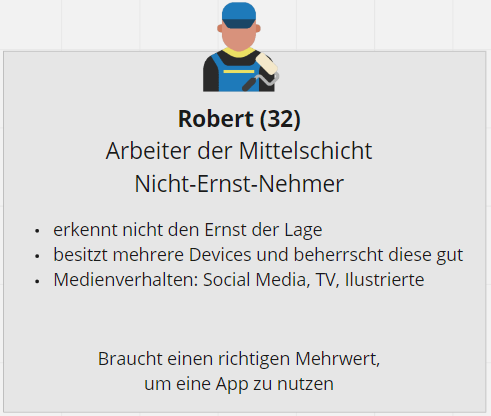 Robert (32)
Arbeiter der Mittelschicht
Nicht-Ernst-Nehmer
• erkennt nicht den Ernst der Lage
• besitzt mehrere Devices und beherrscht diese gut
• Medienverhalten: Social Media, TV, Ilustrierte
Braucht einen richtigen Mehrwert,
um eine App zu nutzen